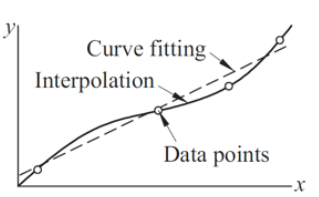 y
Curve fitting
Interpolation
Data points
x